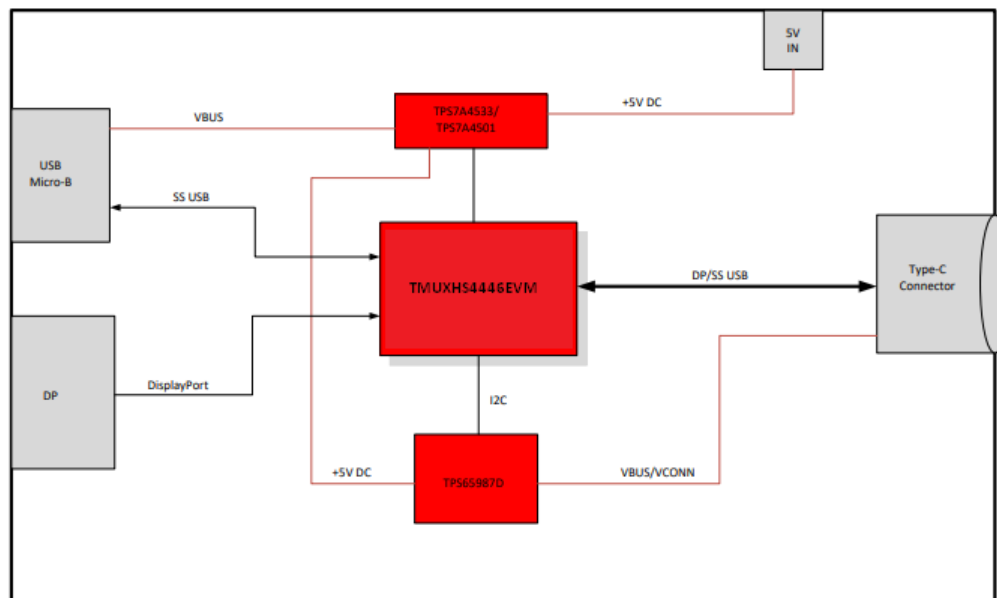 5V
IN
+5V DC
TPS7A4533/
TPS7A4501
VBUS
USB
Micro-B
SS USB
TMUXHS4446EVM
DP/SS USB
Type-C
Connector
DisplayPort
DP
I2C
+5V DC
TPS65987D
VBUS/VCONN